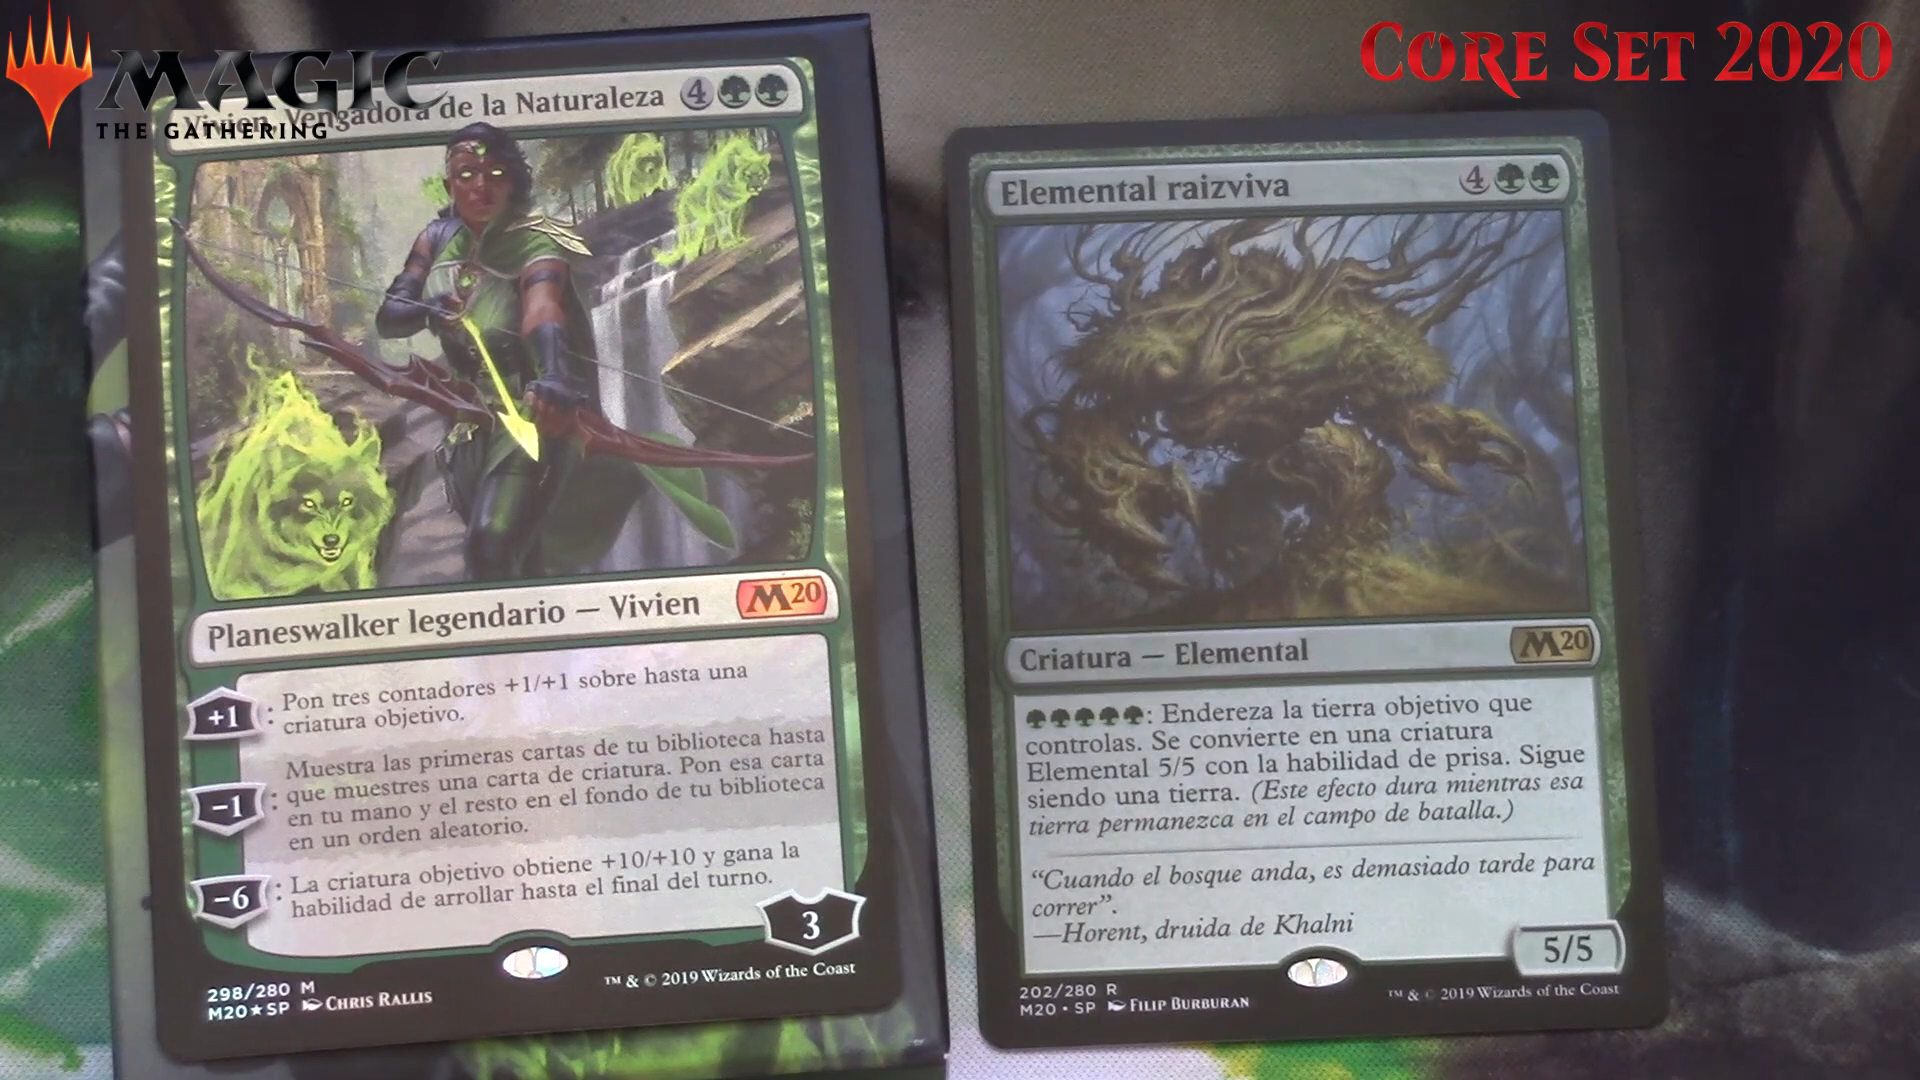 MAGIC
THE GATHERING
CORE SET 2020
Vivien, Vengadora de la Naturaleza 4
Planeswalker legendario — Vivien M20
+1: Pon tres contadores +1/+1 sobre hasta una
criatura objetivo.
Muestra las primeras cartas de tu biblioteca hasta
−1: que muestres una carta de criatura. Pon esa carta
en tu mano y el resto en el fondo de tu biblioteca
en un orden aleatorio.
−6: La criatura objetivo obtiene +10/+10 y gana la
habilidad de arrollar hasta el final del turno.
3
298/280 M
M20★SP CHRIS RALLIS
™ & © 2019 Wizards of the Coast
Elemental raizviva 4
Criatura — Elemental M20
: Endereza la tierra objetivo que
controlas. Se convierte en una criatura
Elemental 5/5 con la habilidad de prisa. Sigue
siendo una tierra. (Este efecto dura mientras esa
tierra permanezca en el campo de batalla.)
“Cuando el bosque anda, es demasiado tarde para
correr”.
—Horent, druida de Khalni
5/5
202/280 R
M20 • SP FILIP BURBURAN
™ & © 2019 Wizards of the Coast